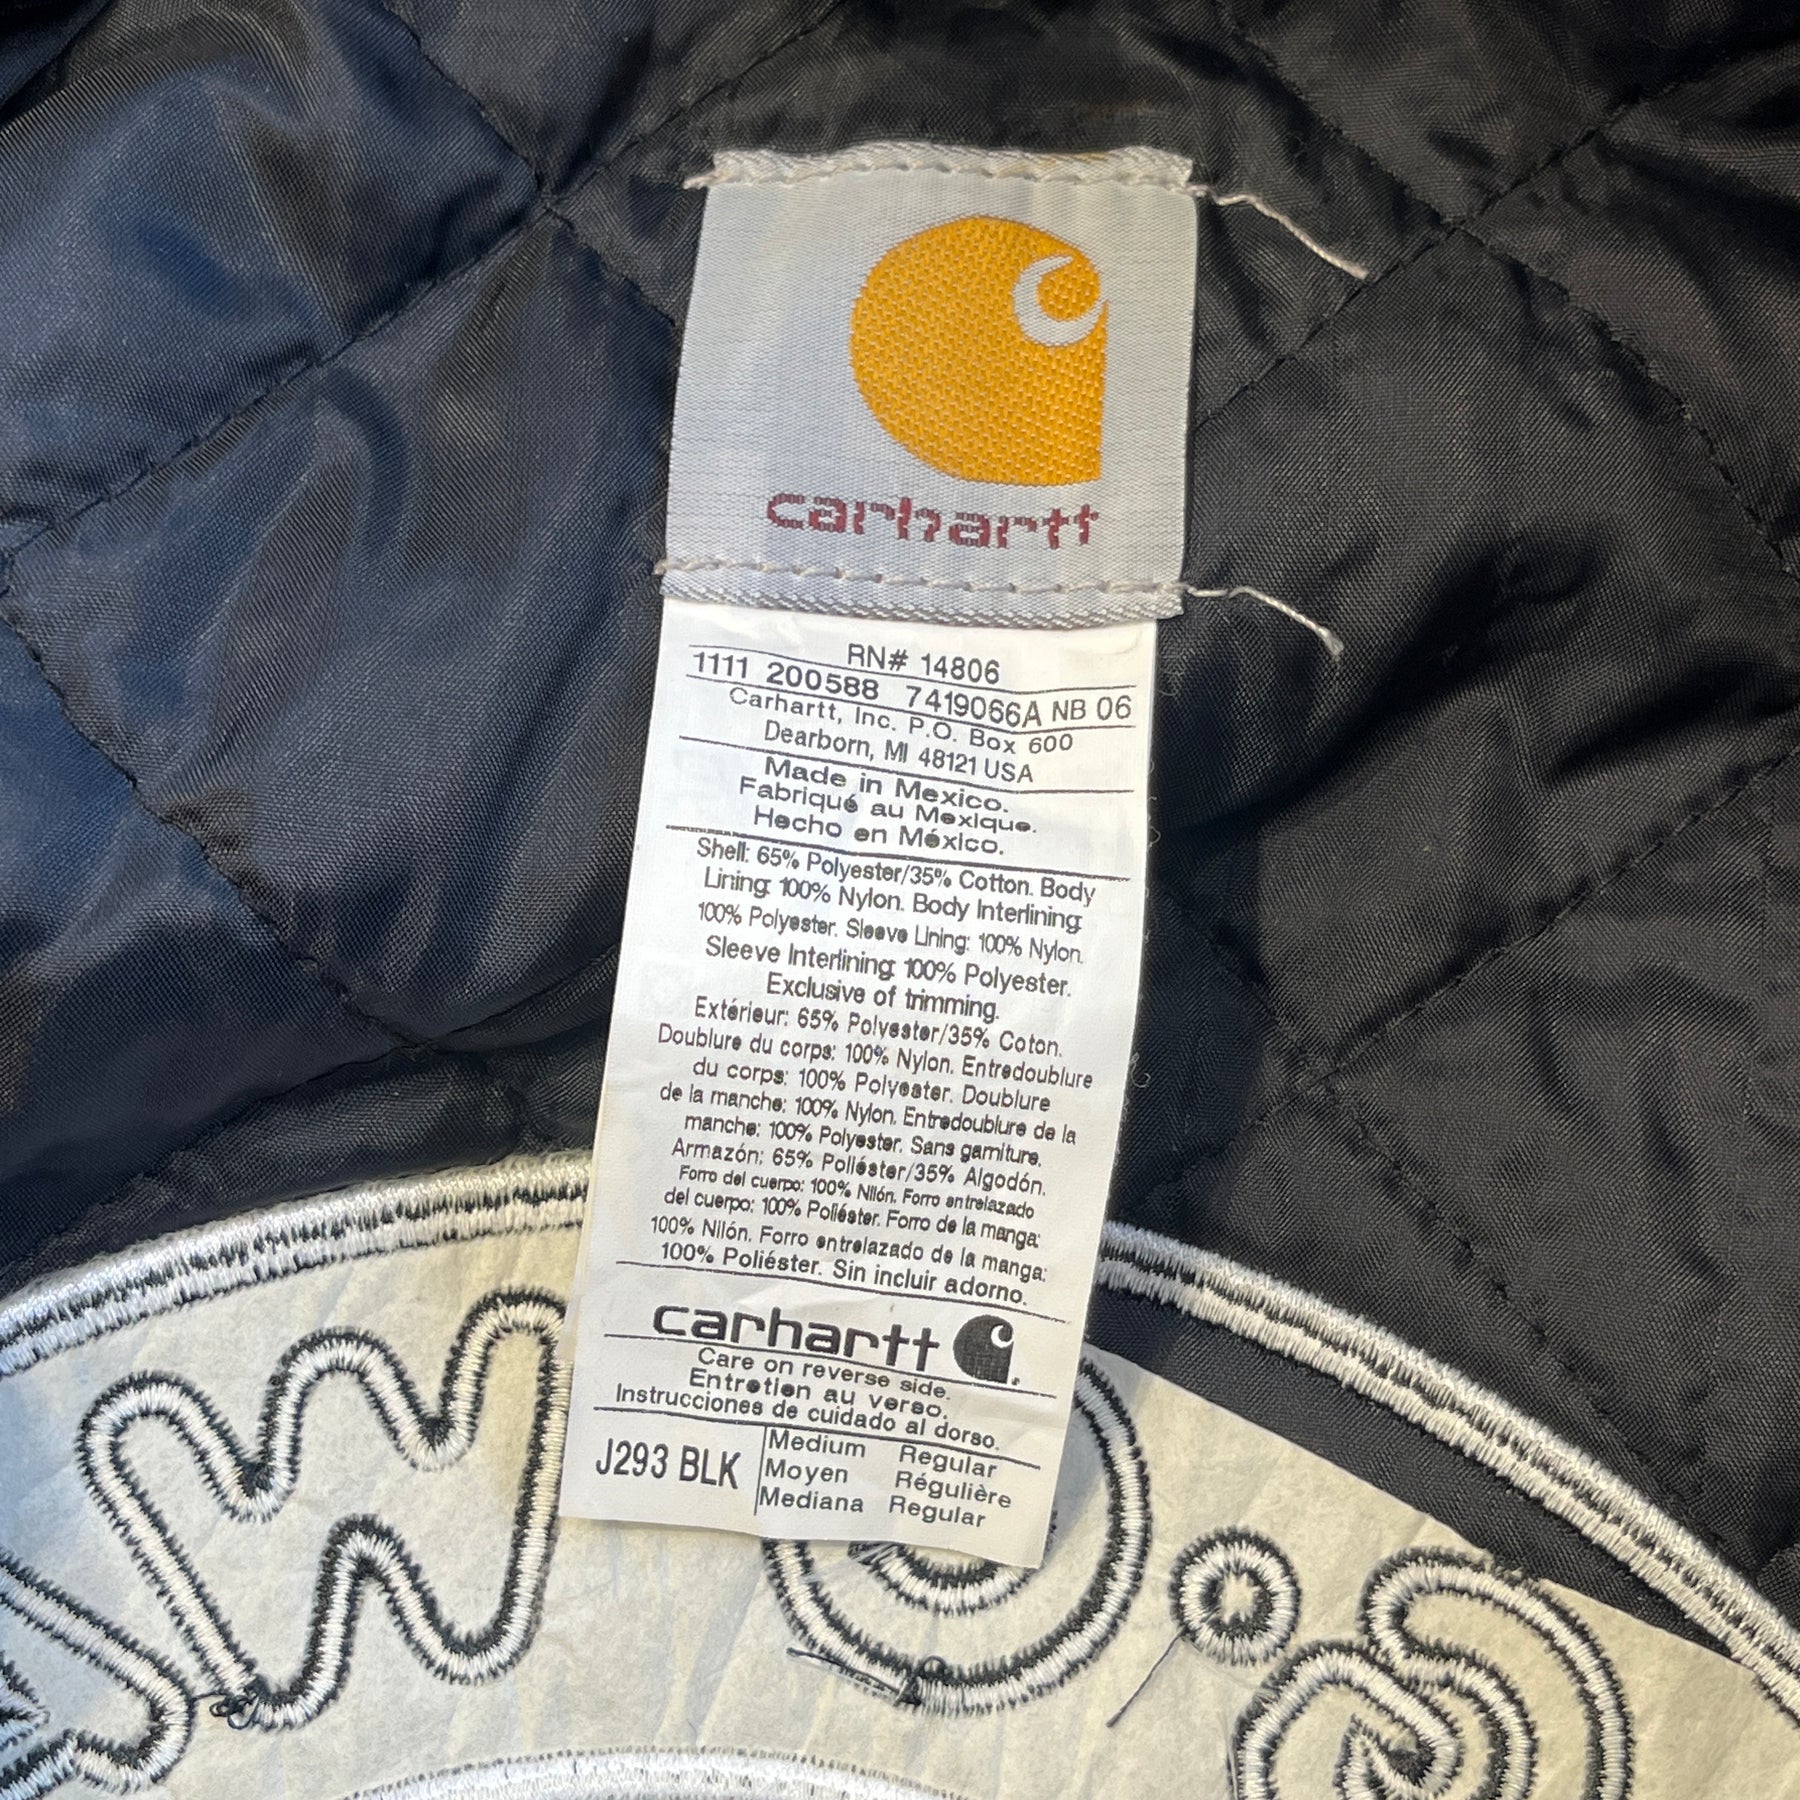 carhartt
RN# 14806
1111 200588 7419066A NB 06
Carhartt, Inc. P.O. Box 600
Dearborn, MI 48121 USA
Made in Mexico.
Fabriqué au Mexique.
Hecho en México.
Shell: 65% Polyester/35% Cotton. Body
Lining: 100% Nylon. Body Interlining:
100% Polyester. Sleeve Lining: 100% Nylon.
Sleeve Interlining: 100% Polyester.
Exclusive of trimming.
Extérieur: 65% Polyester/35% Coton.
Doublure du corps: 100% Nylon. Entredoublure
du corps: 100% Polyester. Doublure
de la manche: 100% Nylon. Entredoublure de la
manche: 100% Polyester. Sans garniture.
Armazón: 65% Poliéster/35% Algodón.
Forro del cuerpo: 100% Nilón. Forro entrelazado
del cuerpo: 100% Poliéster. Forro de la manga:
100% Nilón. Forro entrelazado de la manga:
100% Poliéster. Sin incluir adorno.
carhartt
Care on reverse side.
Entretien au verso.
Instrucciones de cuidado al dorso.
J293 BLK
Medium Regular
Moyen Régulière
Mediana Regular